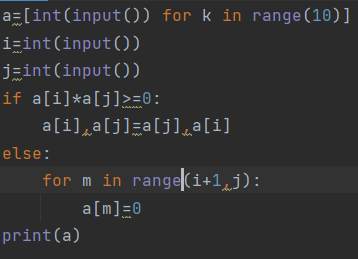 a=[int(input()) for k in range(10)]
i=int(input())
j=int(input())
if a[i]*a[j]>=0:
    a[i],a[j]=a[j],a[i]
else:
    for m in range(i+1,j):
        a[m]=0
print(a)